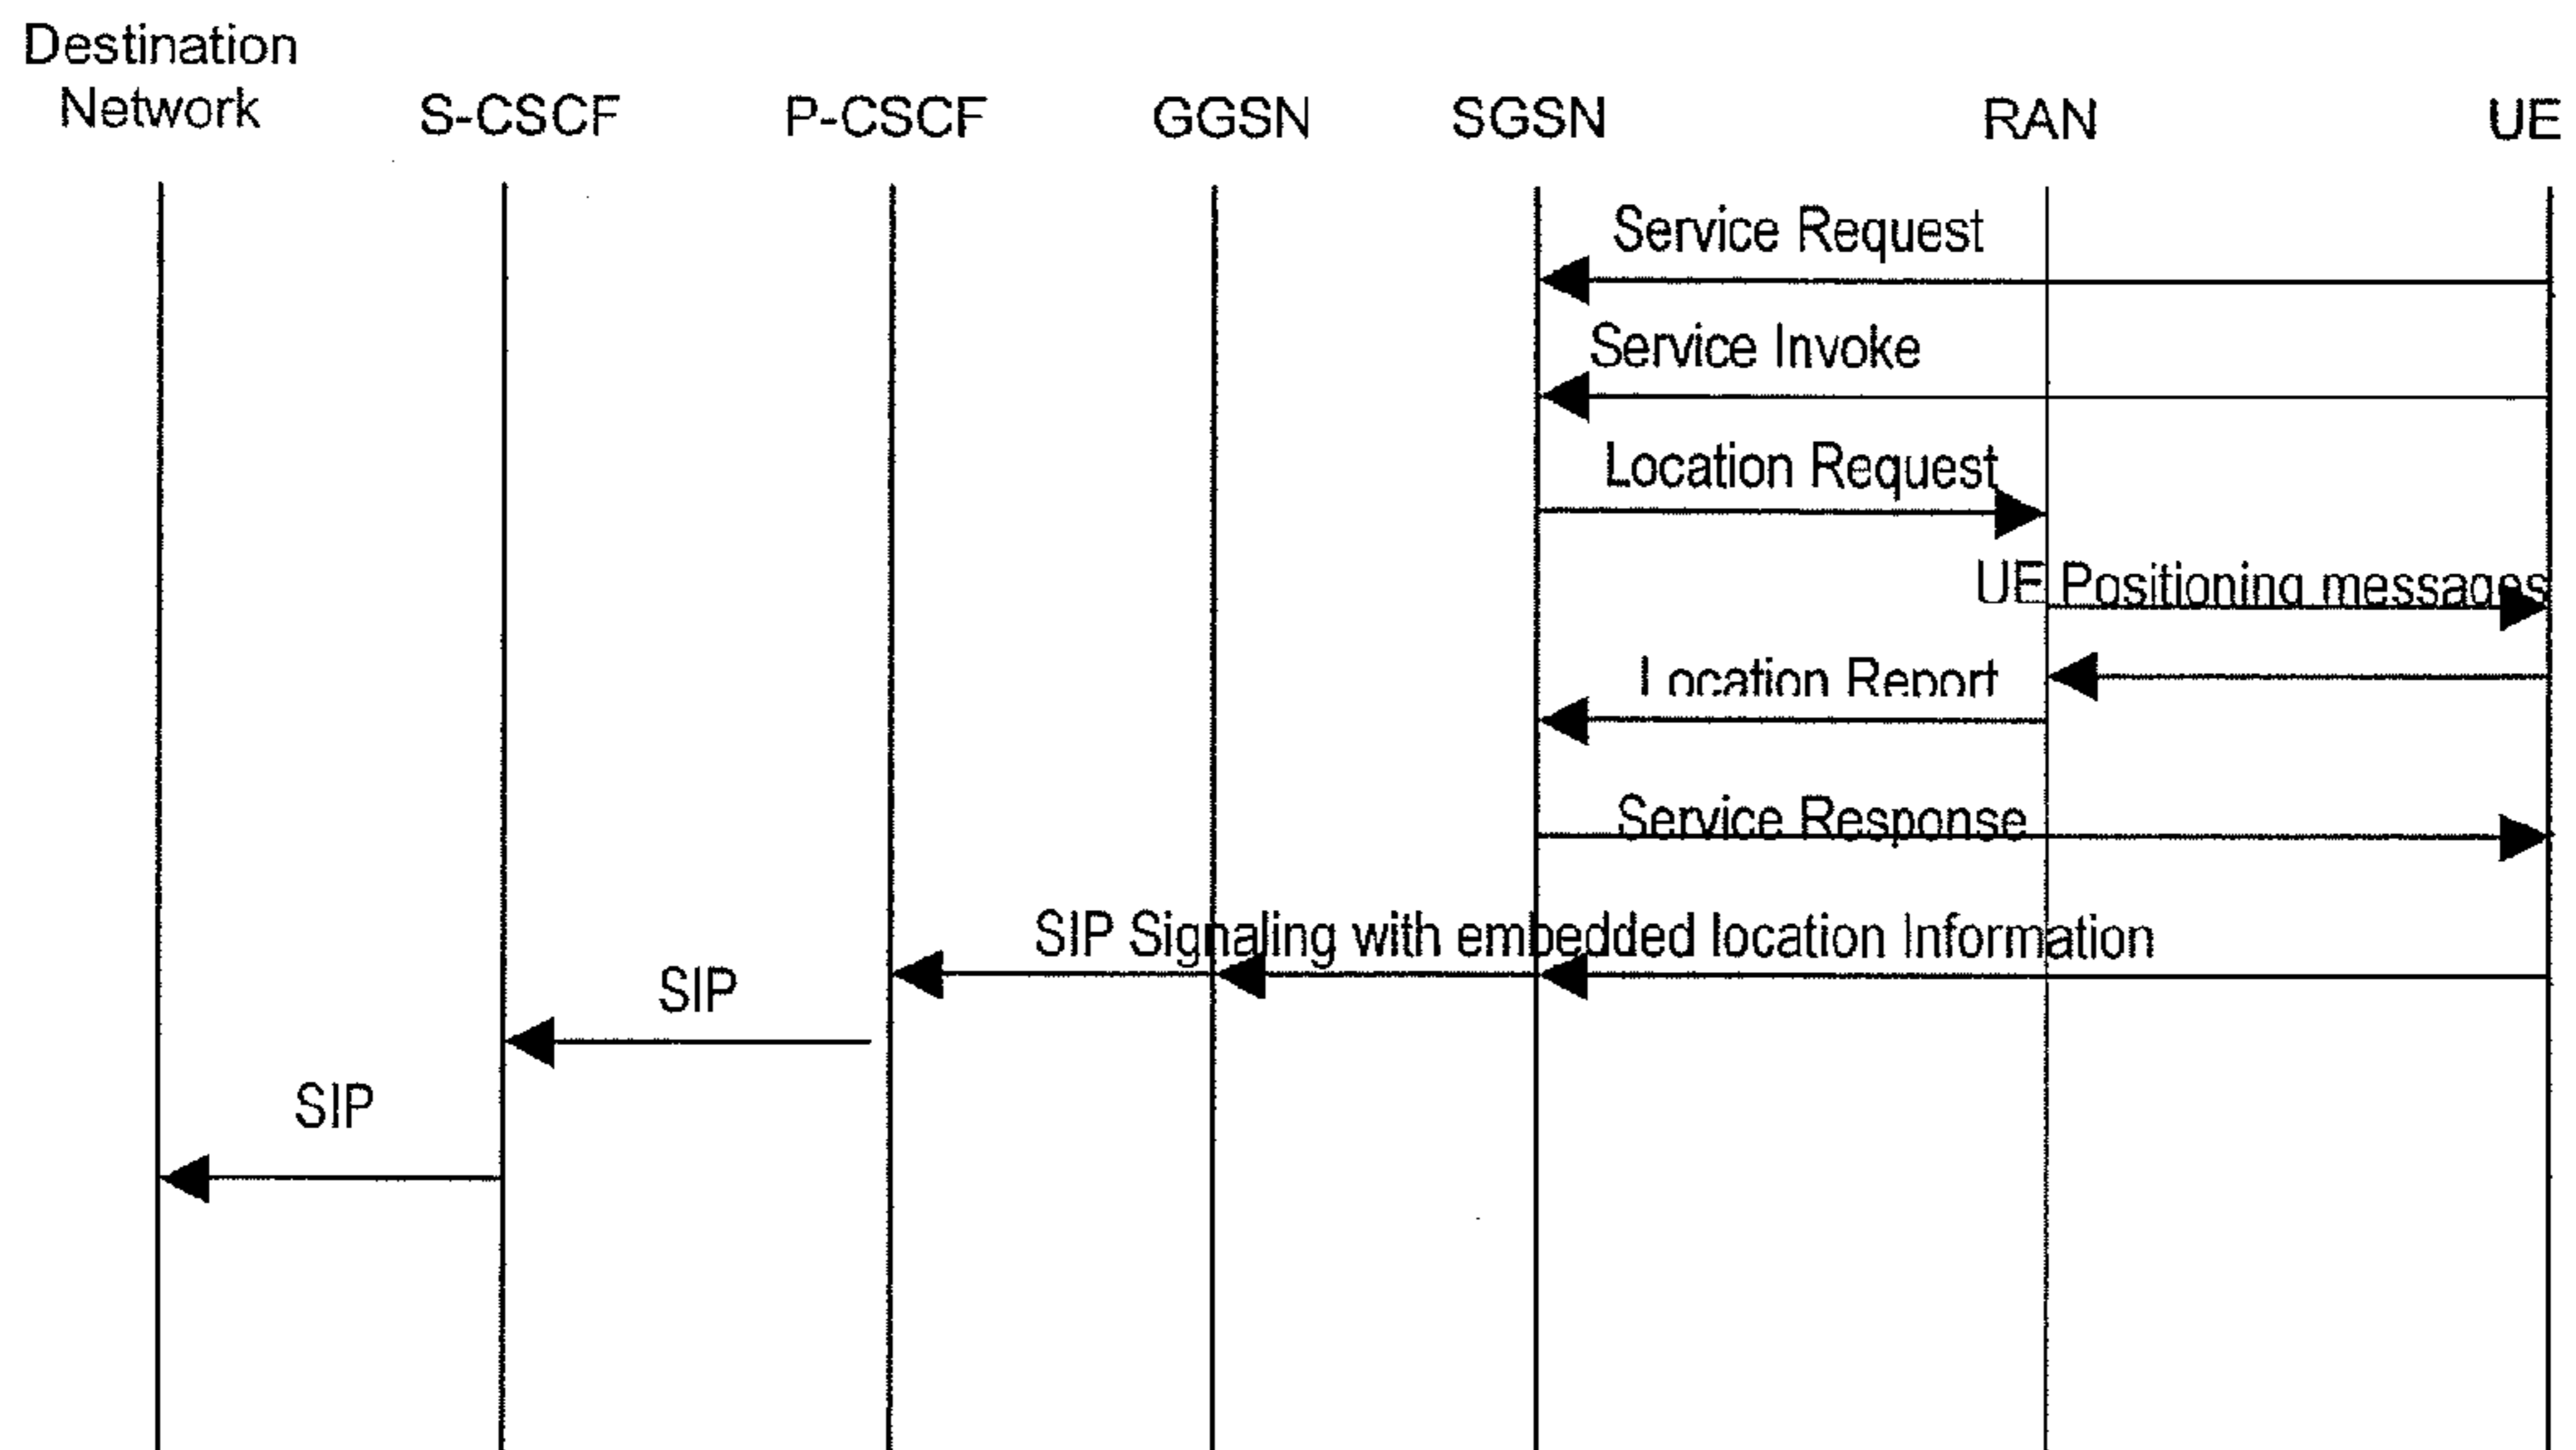 Destination
Network
S-CSCF
P-CSCF
GGSN
SGSN
RAN
UE
Service Request
Service Invoke
Location Request
UE Positioning messages
Location Report
Service Response
SIP Signaling with embedded location Information
SIP
SIP